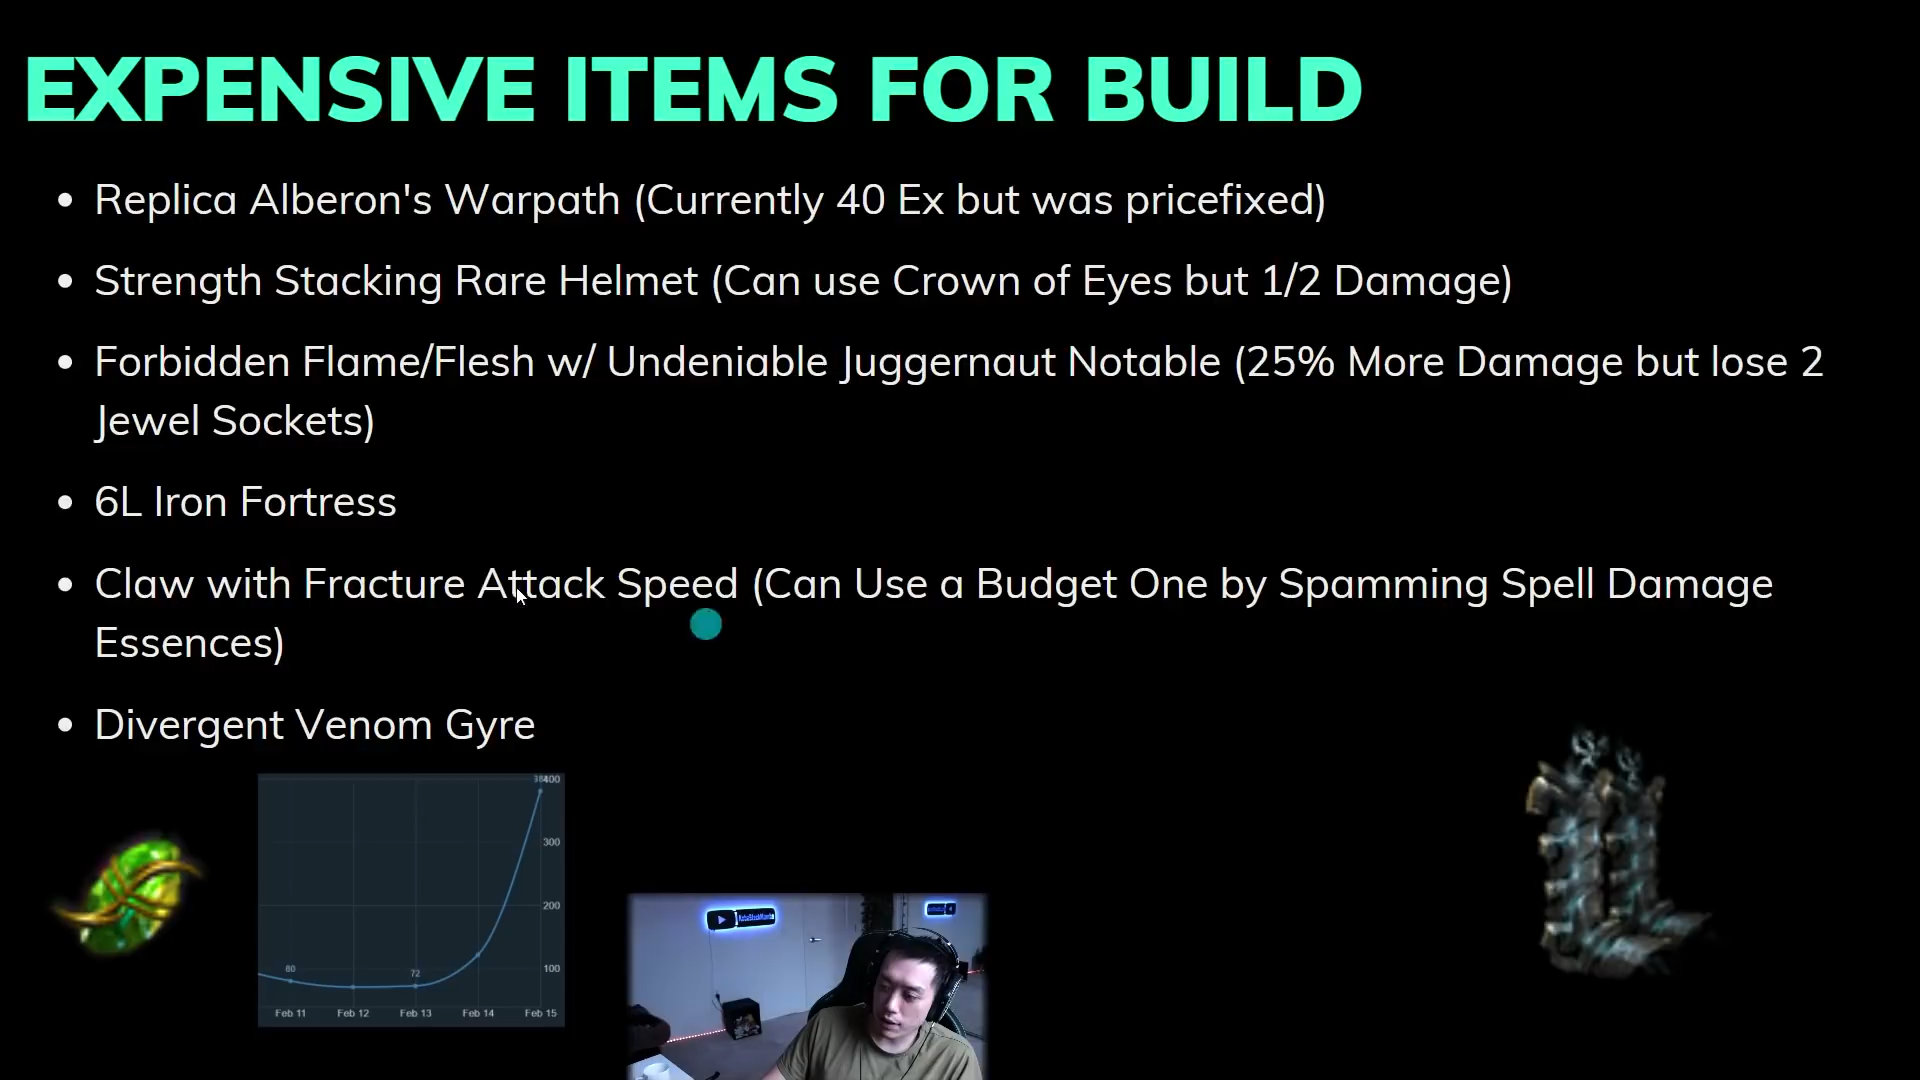 EXPENSIVE ITEMS FOR BUILD
• Replica Alberon's Warpath (Currently 40 Ex but was pricefixed)
• Strength Stacking Rare Helmet (Can use Crown of Eyes but 1/2 Damage)
• Forbidden Flame/Flesh w/ Undeniable Juggernaut Notable (25% More Damage but lose 2
Jewel Sockets)
• 6L Iron Fortress
• Claw with Fracture Attack Speed (Can Use a Budget One by Spamming Spell Damage
Essences)
• Divergent Venom Gyre
400
300
200
100
80
72
Feb 11 Feb 12 Feb 13 Feb 14 Feb 15